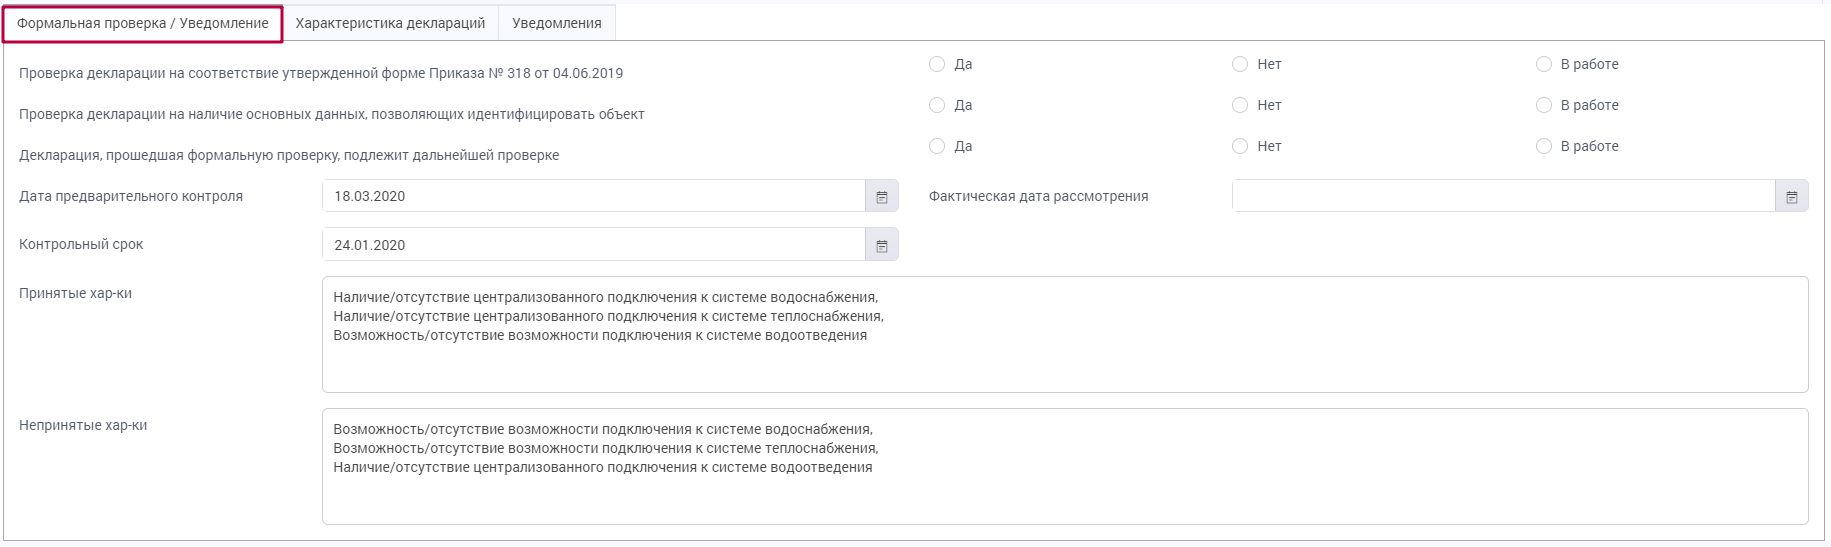 Формальная проверка / Уведомление
Характеристика деклараций
Уведомления
Проверка декларации на соответствие утвержденной форме Приказа № 318 от 04.06.2019
Да
Нет
В работе
Проверка декларации на наличие основных данных, позволяющих идентифицировать объект
Да
Нет
В работе
Декларация, прошедшая формальную проверку, подлежит дальнейшей проверке
Да
Нет
В работе
Дата предварительного контроля
18.03.2020
Фактическая дата рассмотрения
Контрольный срок
24.01.2020
Принятые хар-ки
Наличие/отсутствие централизованного подключения к системе водоснабжения,
Наличие/отсутствие централизованного подключения к системе теплоснабжения,
Возможность/отсутствие возможности подключения к системе водоотведения
Непринятые хар-ки
Возможность/отсутствие возможности подключения к системе водоснабжения,
Возможность/отсутствие возможности подключения к системе теплоснабжения,
Наличие/отсутствие централизованного подключения к системе водоотведения